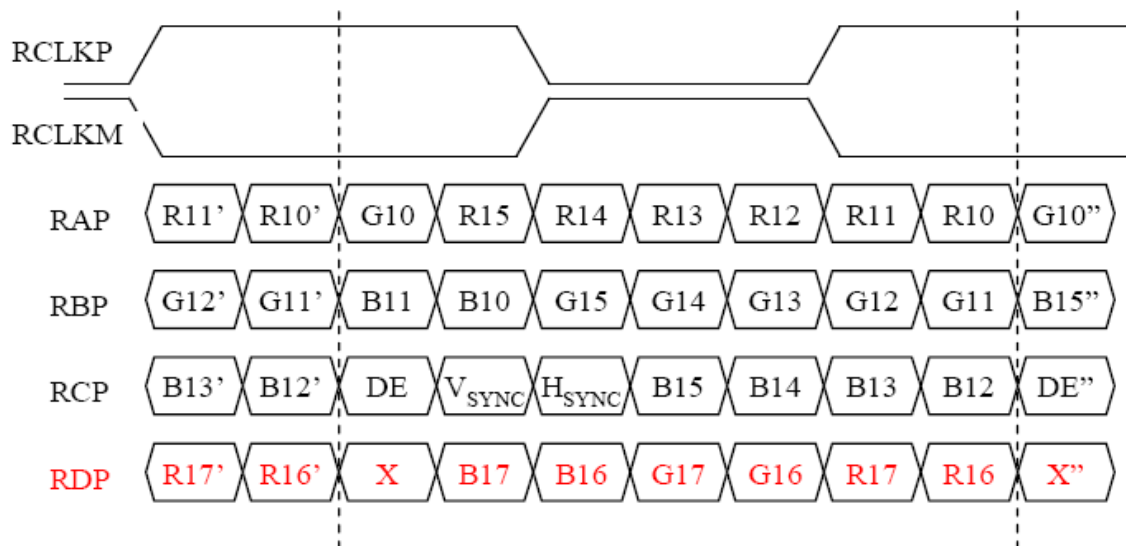 RCLKP
RCLKM
RAP R11’ R10’ G10 R15 R14 R13 R12 R11 R10 G10”
RBP G12’ G11’ B11 B10 G15 G14 G13 G12 G11 B15”
RCP B13’ B12’ DE VSYNC HSYNC B15 B14 B13 B12 DE”
RDP R17’ R16’ X B17 B16 G17 G16 R17 R16 X”